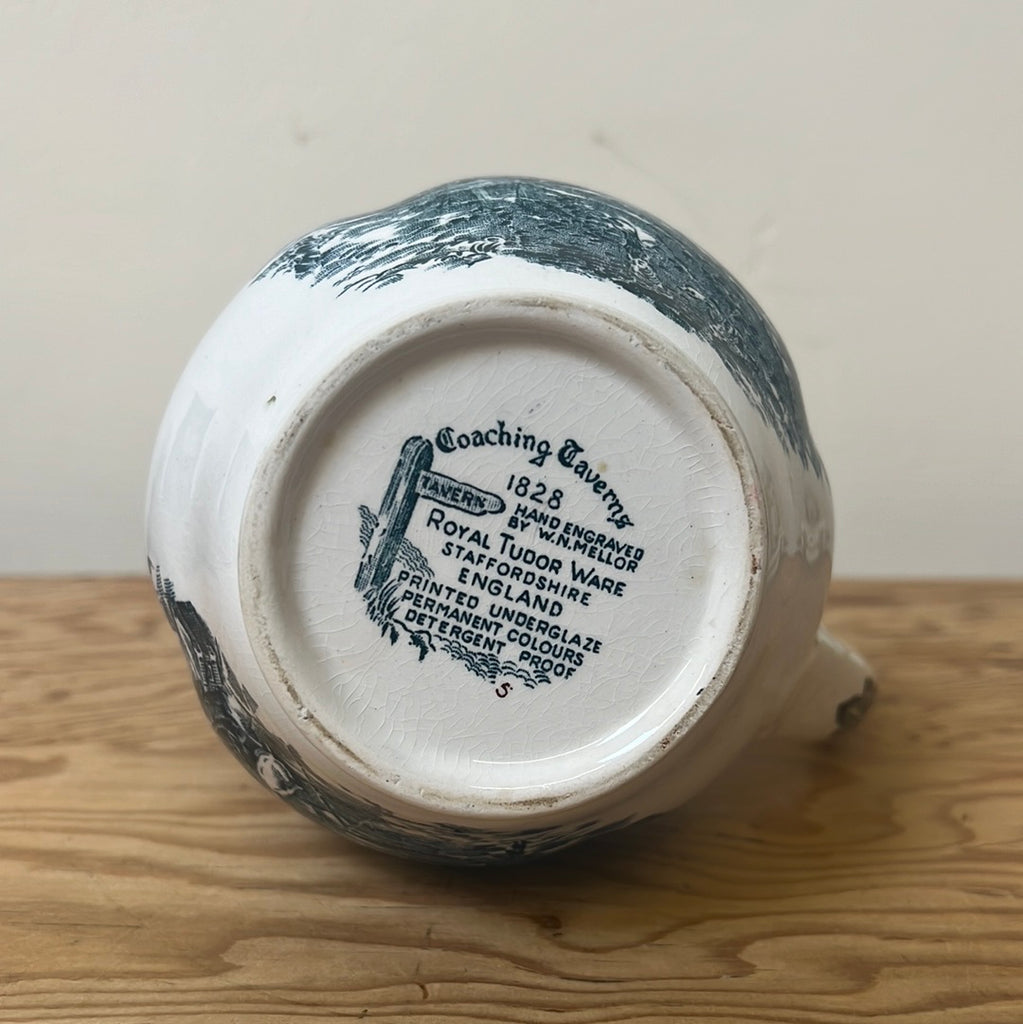 Coaching Taverns
TAVERN
1828
HAND ENGRAVED
BY W.N.MELLOR
ROYAL TUDOR WARE
STAFFORDSHIRE
ENGLAND
PRINTED UNDERGLAZE
PERMANENT COLOURS
DETERGENT PROOF
S